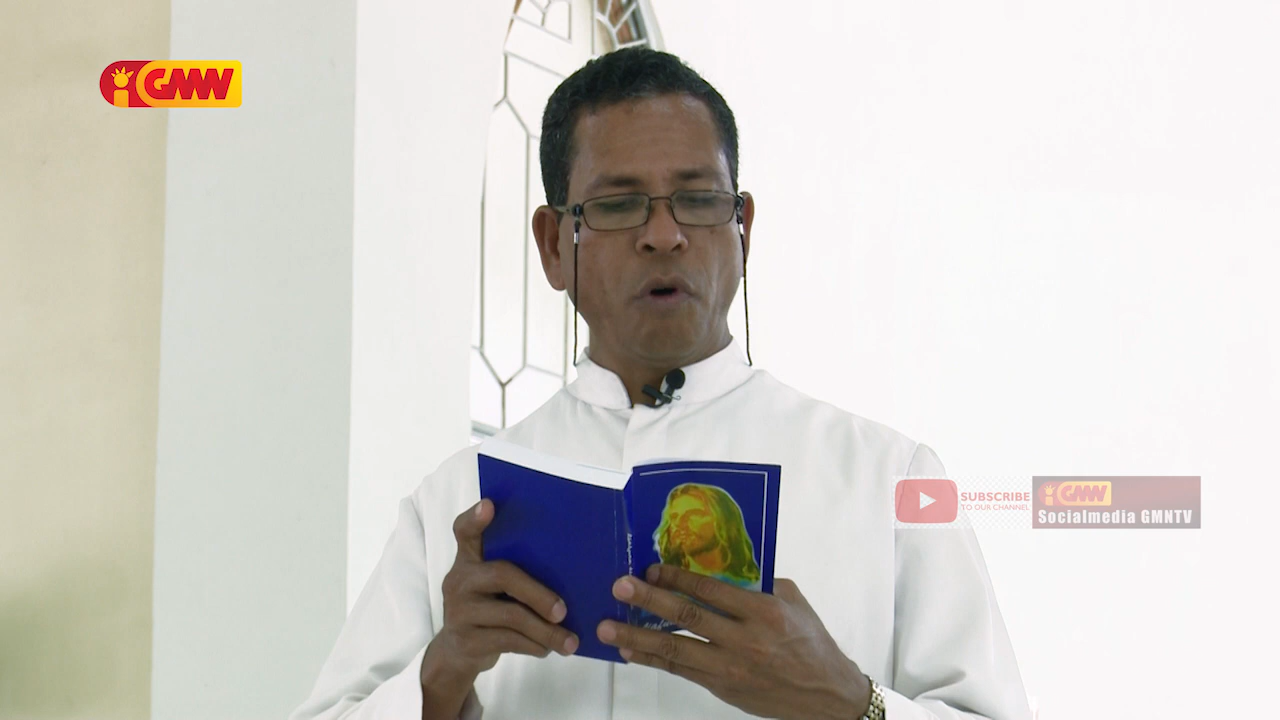 GMN
SUBSCRIBE
TO OUR CHANNEL
GMN
Socialmedia GMNTV